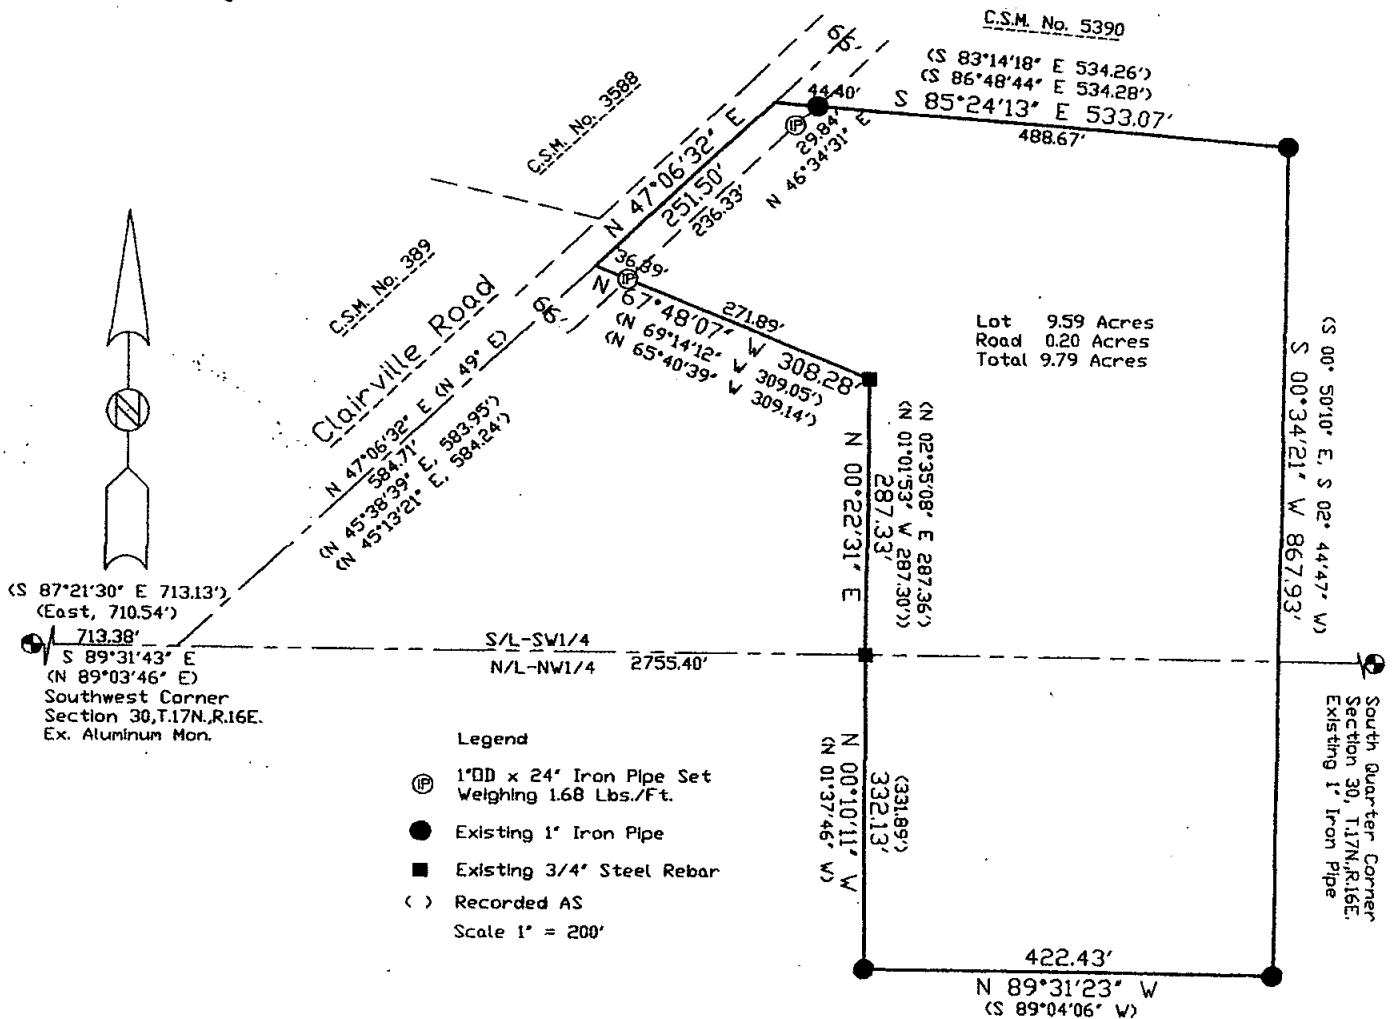 C.S.M. No. 5390
(S 83°14'18" E 534.26')
(S 86°48'44" E 534.28')
S 85°24'13" E 533.07'
488.67'
44.40'
66'
29.84'
N 46°34'31" E
C.S.M. No. 3588
N 47°06'32" E
251.50'
236.33'
C.S.M. No. 389
Clairville Road
66'
36.89'
IP
IP
271.89'
N 67°48'07" W 308.28'
(N 69°14'12" W 309.05')
(N 65°40'39" W 309.14')
Lot 9.59 Acres
Road 0.20 Acres
Total 9.79 Acres
N 47°06'32" E (N 49° E)
584.71'
(N 45°38'39" E, 583.95')
(N 45°13'21" E, 584.24')
N
N 00°22'31" E
287.33'
(N 01°01'53" W 287.30')
(N 02°35'08" E 287.36')
(S 00° 50'10" E, S 02° 44'47" W)
S 00°34'21" W 867.93'
(S 87°21'30" E 713.13')
(East, 710.54')
713.38'
S 89°31'43" E
(N 89°03'46" E)
Southwest Corner
Section 30,T.17N.,R.16E.
Ex. Aluminum Mon.
S/L-SW1/4
N/L-NW1/4 2755.40'
South Quarter Corner
Section 30, T.17N.,R.16E.
Existing 1" Iron Pipe
Legend
IP 1"OD x 24" Iron Pipe Set
Weighing 1.68 Lbs./Ft.
Existing 1" Iron Pipe
Existing 3/4" Steel Rebar
( ) Recorded AS
Scale 1" = 200'
N 00°10'11" W
332.13'
(331.89')
(N 01°37'46" W)
422.43'
N 89°31'23" W
(S 89°04'06" W)